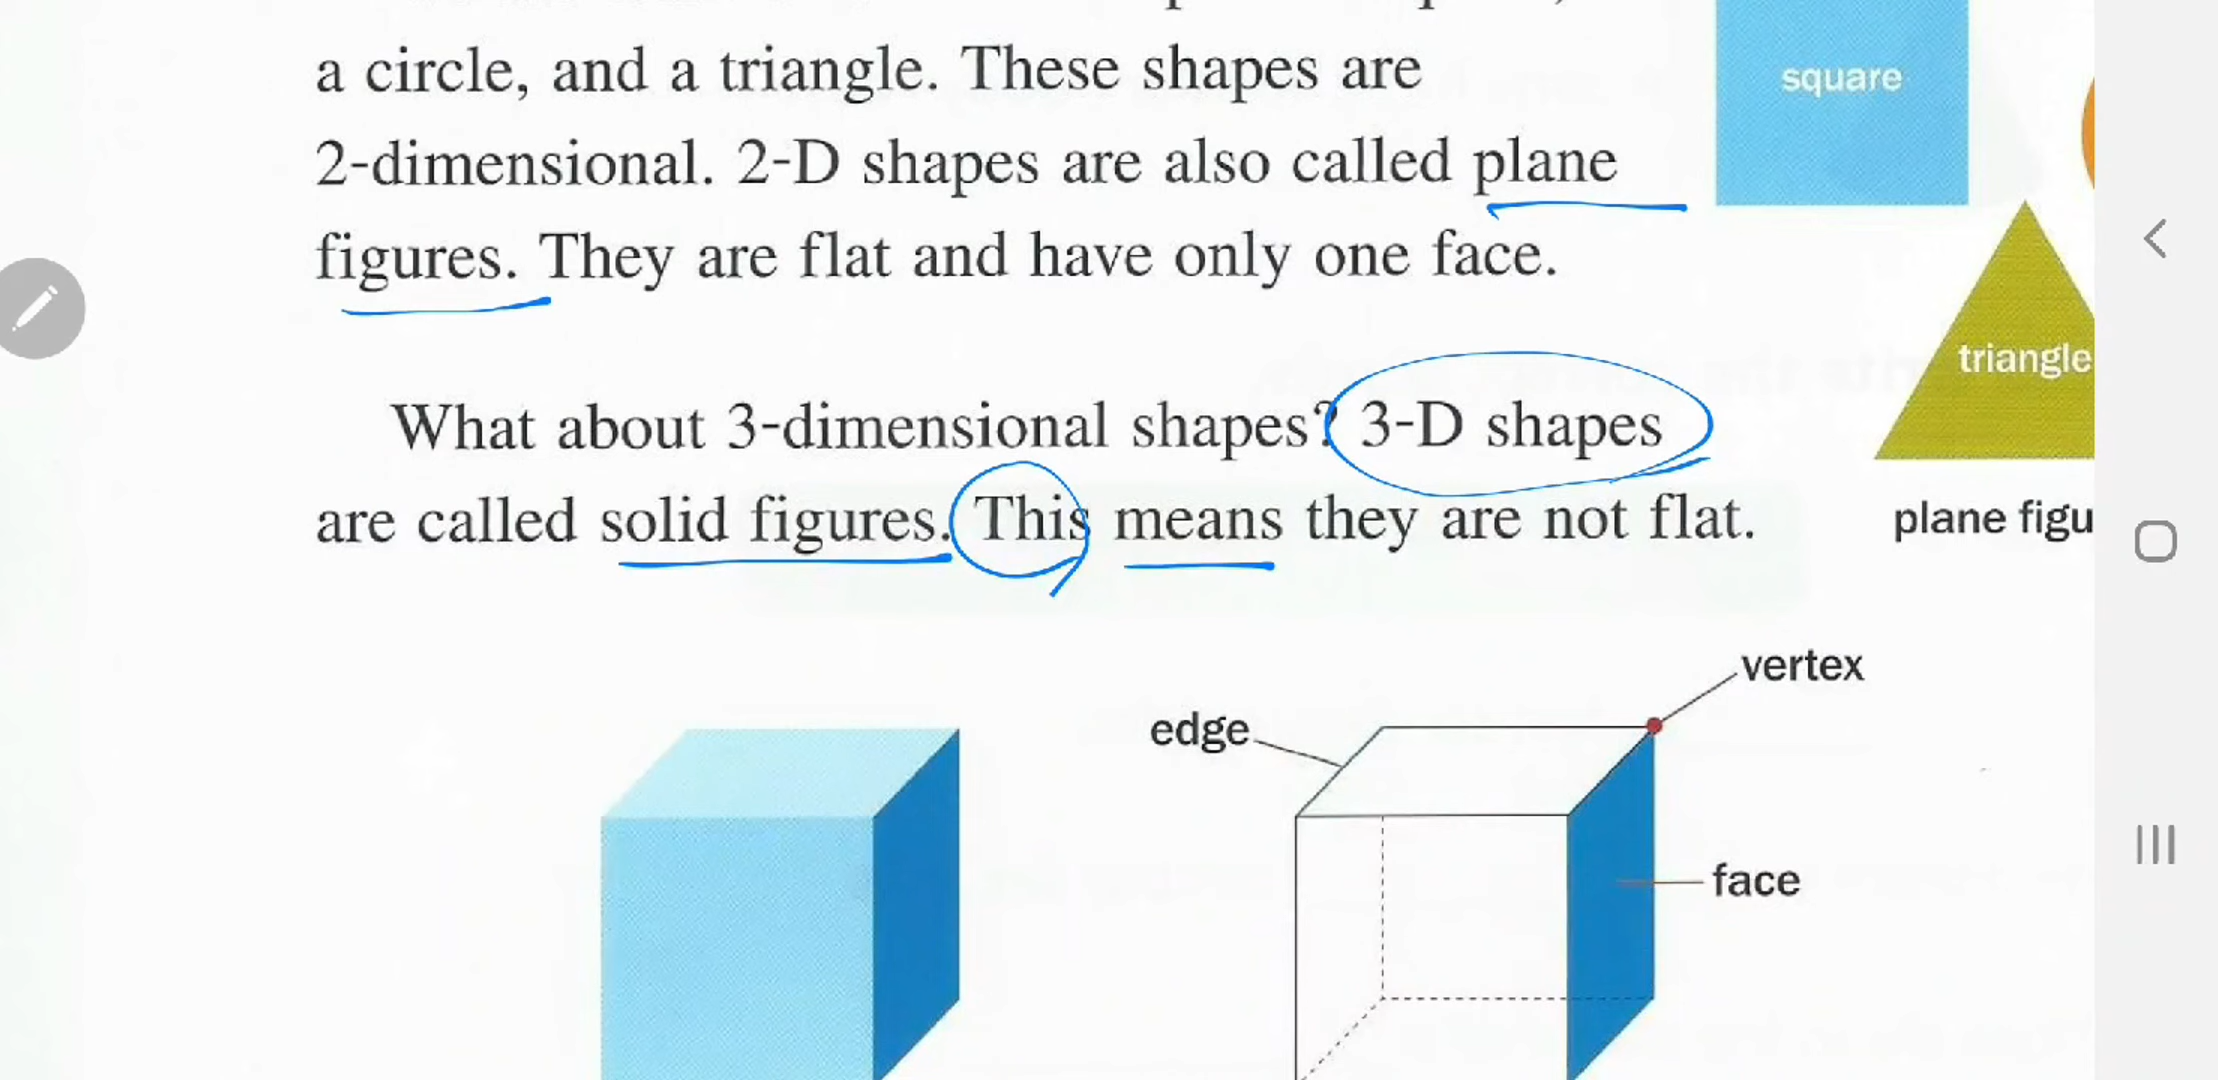 a circle, and a triangle. These shapes are
square
2-dimensional. 2-D shapes are also called plane
figures. They are flat and have only one face.
triangle
What about 3-dimensional shapes? 3-D shapes
are called solid figures. This means they are not flat.
plane figu
vertex
edge
face